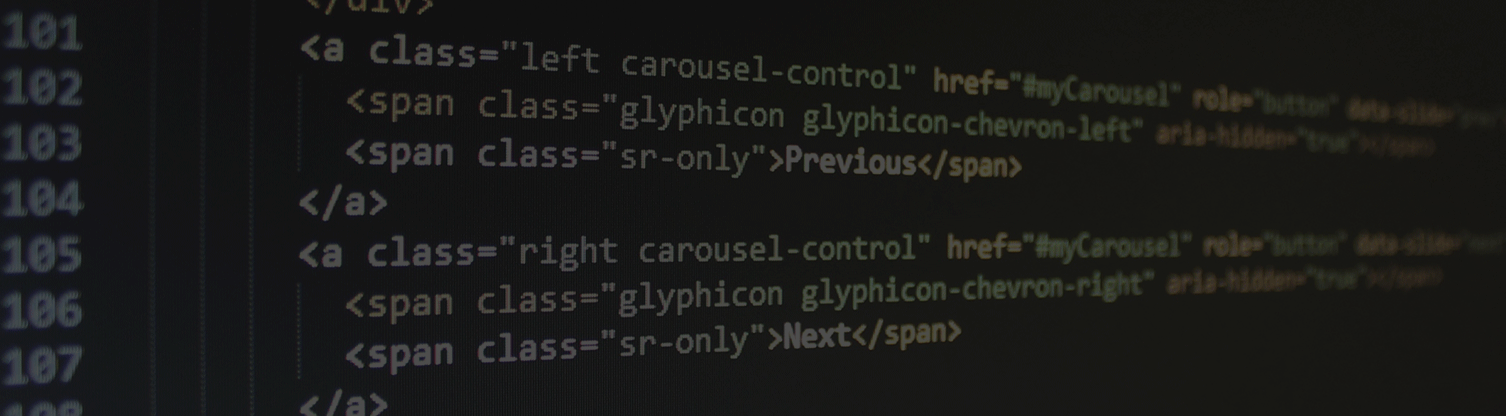 </div>
101 <a class="left carousel-control" href="#myCarousel" role="button" data-slide=
102 <span class="glyphicon glyphicon-chevron-left" aria-hidden="true"></span>
103 <span class="sr-only">Previous</span>
104 </a>
105 <a class="right carousel-control" href="#myCarousel" role="button" data-slide=
106 <span class="glyphicon glyphicon-chevron-right" aria-hidden="true"></span>
107 <span class="sr-only">Next</span>
108 </a>